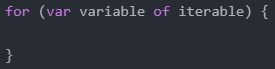 for (var variable of iterable) {
}